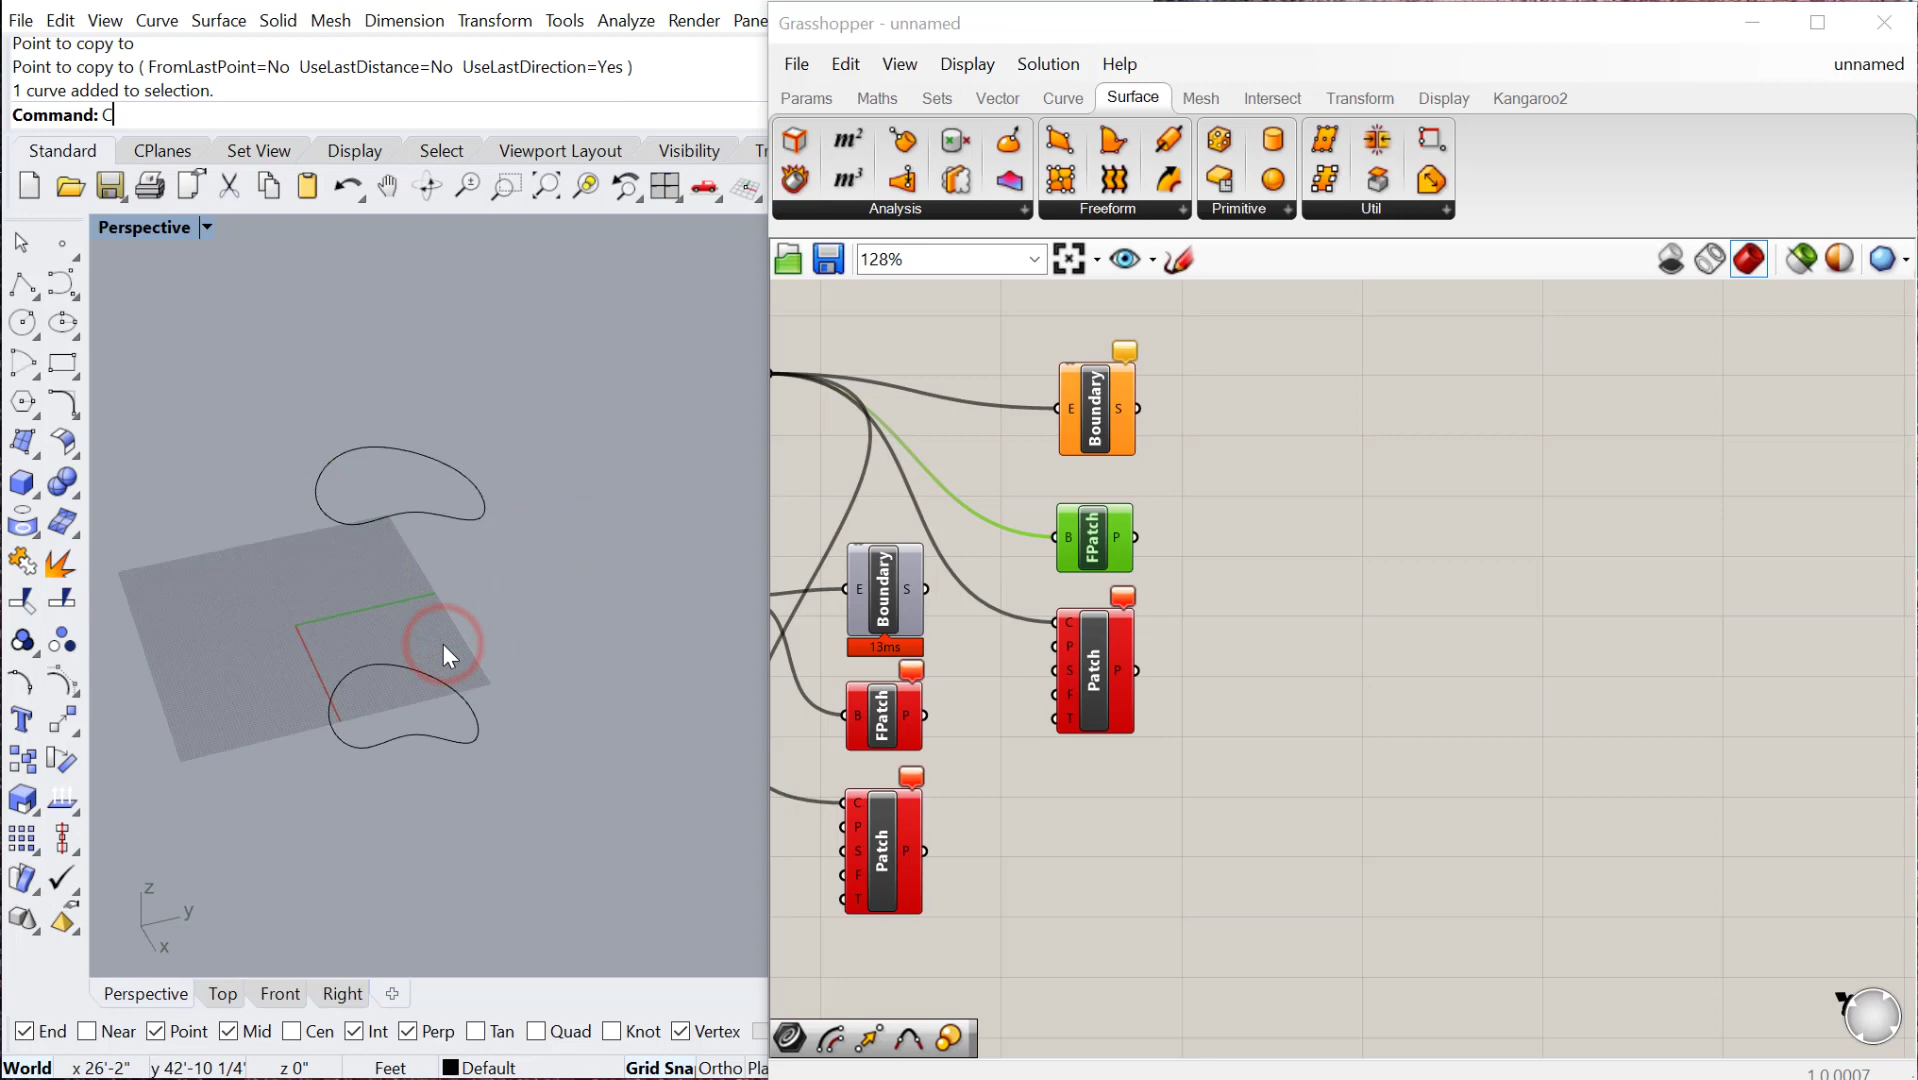 File Edit View Curve Surface Solid Mesh Dimension Transform Tools Analyze Render Pane
Point to copy to
Point to copy to ( FromLastPoint=No UseLastDistance=No UseLastDirection=Yes )
1 curve added to selection.
Command: C
Standard CPlanes Set View Display Select Viewport Layout Visibility Tr
Perspective
z
y
x
Perspective Top Front Right
End Near Point Mid Cen Int Perp Tan Quad Knot Vertex
World x 26'-2" y 42'-10 1/4" z 0" Feet Default Grid Sna Ortho Pla
Grasshopper - unnamed
File Edit View Display Solution Help unnamed
Params Maths Sets Vector Curve Surface Mesh Intersect Transform Display Kangaroo2
m²
m³
Analysis Freeform Primitive Util
128%
E Boundary S
B FPatch P
C
P
S Patch P
F
T
E Boundary S
13ms
B FPatch P
C
P
S Patch P
F
T
1.0.0007